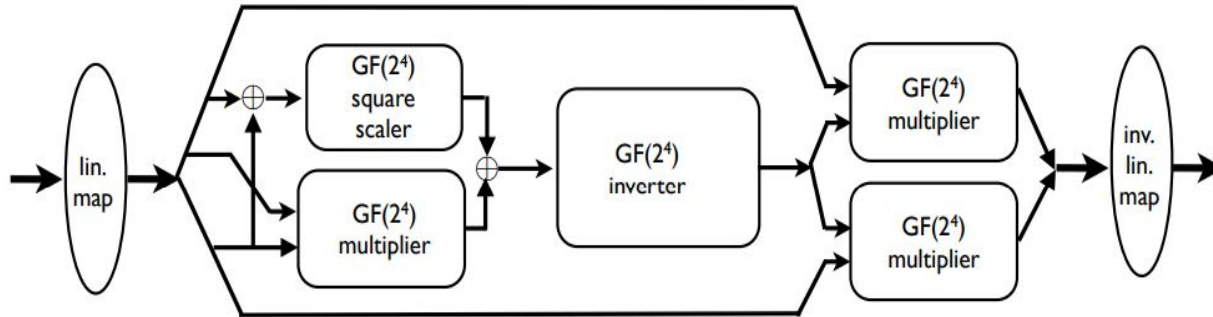 lin.
map
GF(2⁴)
square
scaler
GF(2⁴)
multiplier
GF(2⁴)
inverter
GF(2⁴)
multiplier
GF(2⁴)
multiplier
inv.
lin.
map